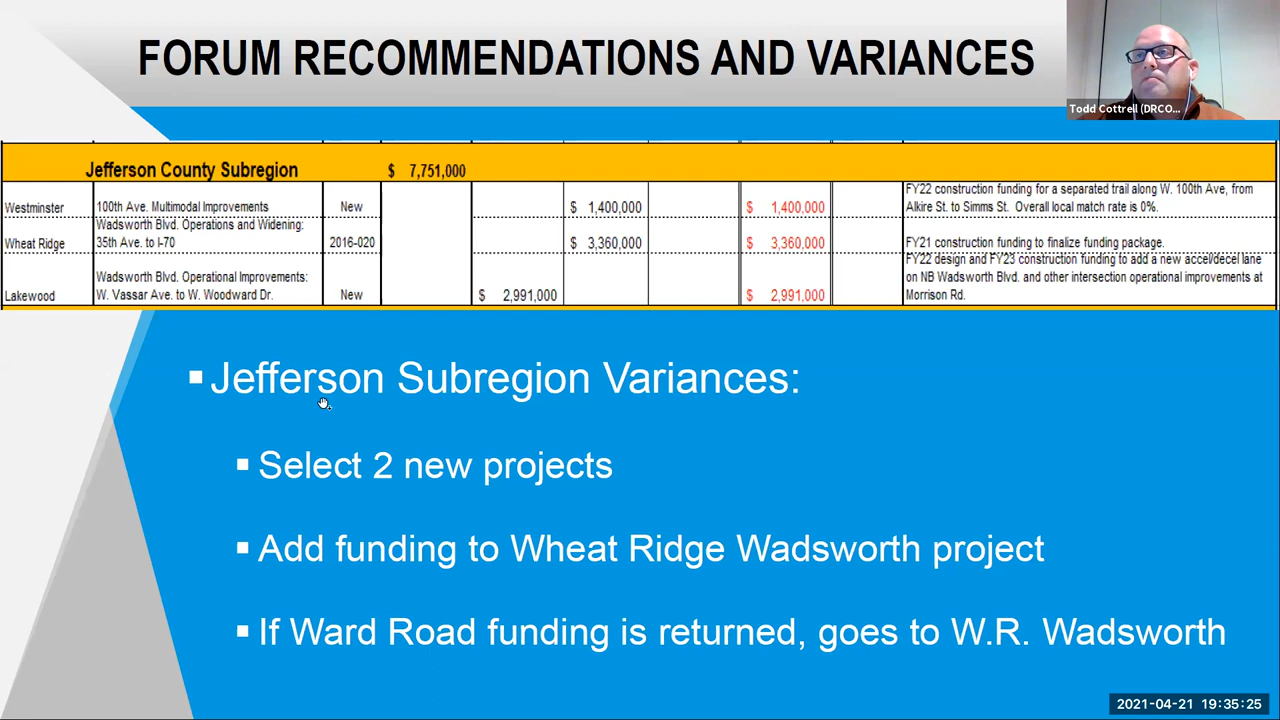 FORUM RECOMMENDATIONS AND VARIANCES
Todd Cottrell (DRCO...
Jefferson County Subregion $ 7,751,000
Westminster 100th Ave. Multimodal Improvements New $ 1,400,000 $ 1,400,000 FY22 construction funding for a separated trail along W. 100th Ave, from
Alkire St. to Simms St. Overall local match rate is 0%.
Wheat Ridge Wadsworth Blvd. Operations and Widening:
35th Ave. to I-70 2016-020 $ 3,360,000 $ 3,360,000 FY21 construction funding to finalize funding package.
Lakewood Wadsworth Blvd. Operational Improvements:
W. Vassar Ave. to W. Woodward Dr. New $ 2,991,000 $ 2,991,000 FY22 design and FY23 construction funding to add a new accel/decel lane
on NB Wadsworth Blvd. and other intersection operational improvements at
Morrison Rd.
Jefferson Subregion Variances:
Select 2 new projects
Add funding to Wheat Ridge Wadsworth project
If Ward Road funding is returned, goes to W.R. Wadsworth
2021-04-21 19:35:25